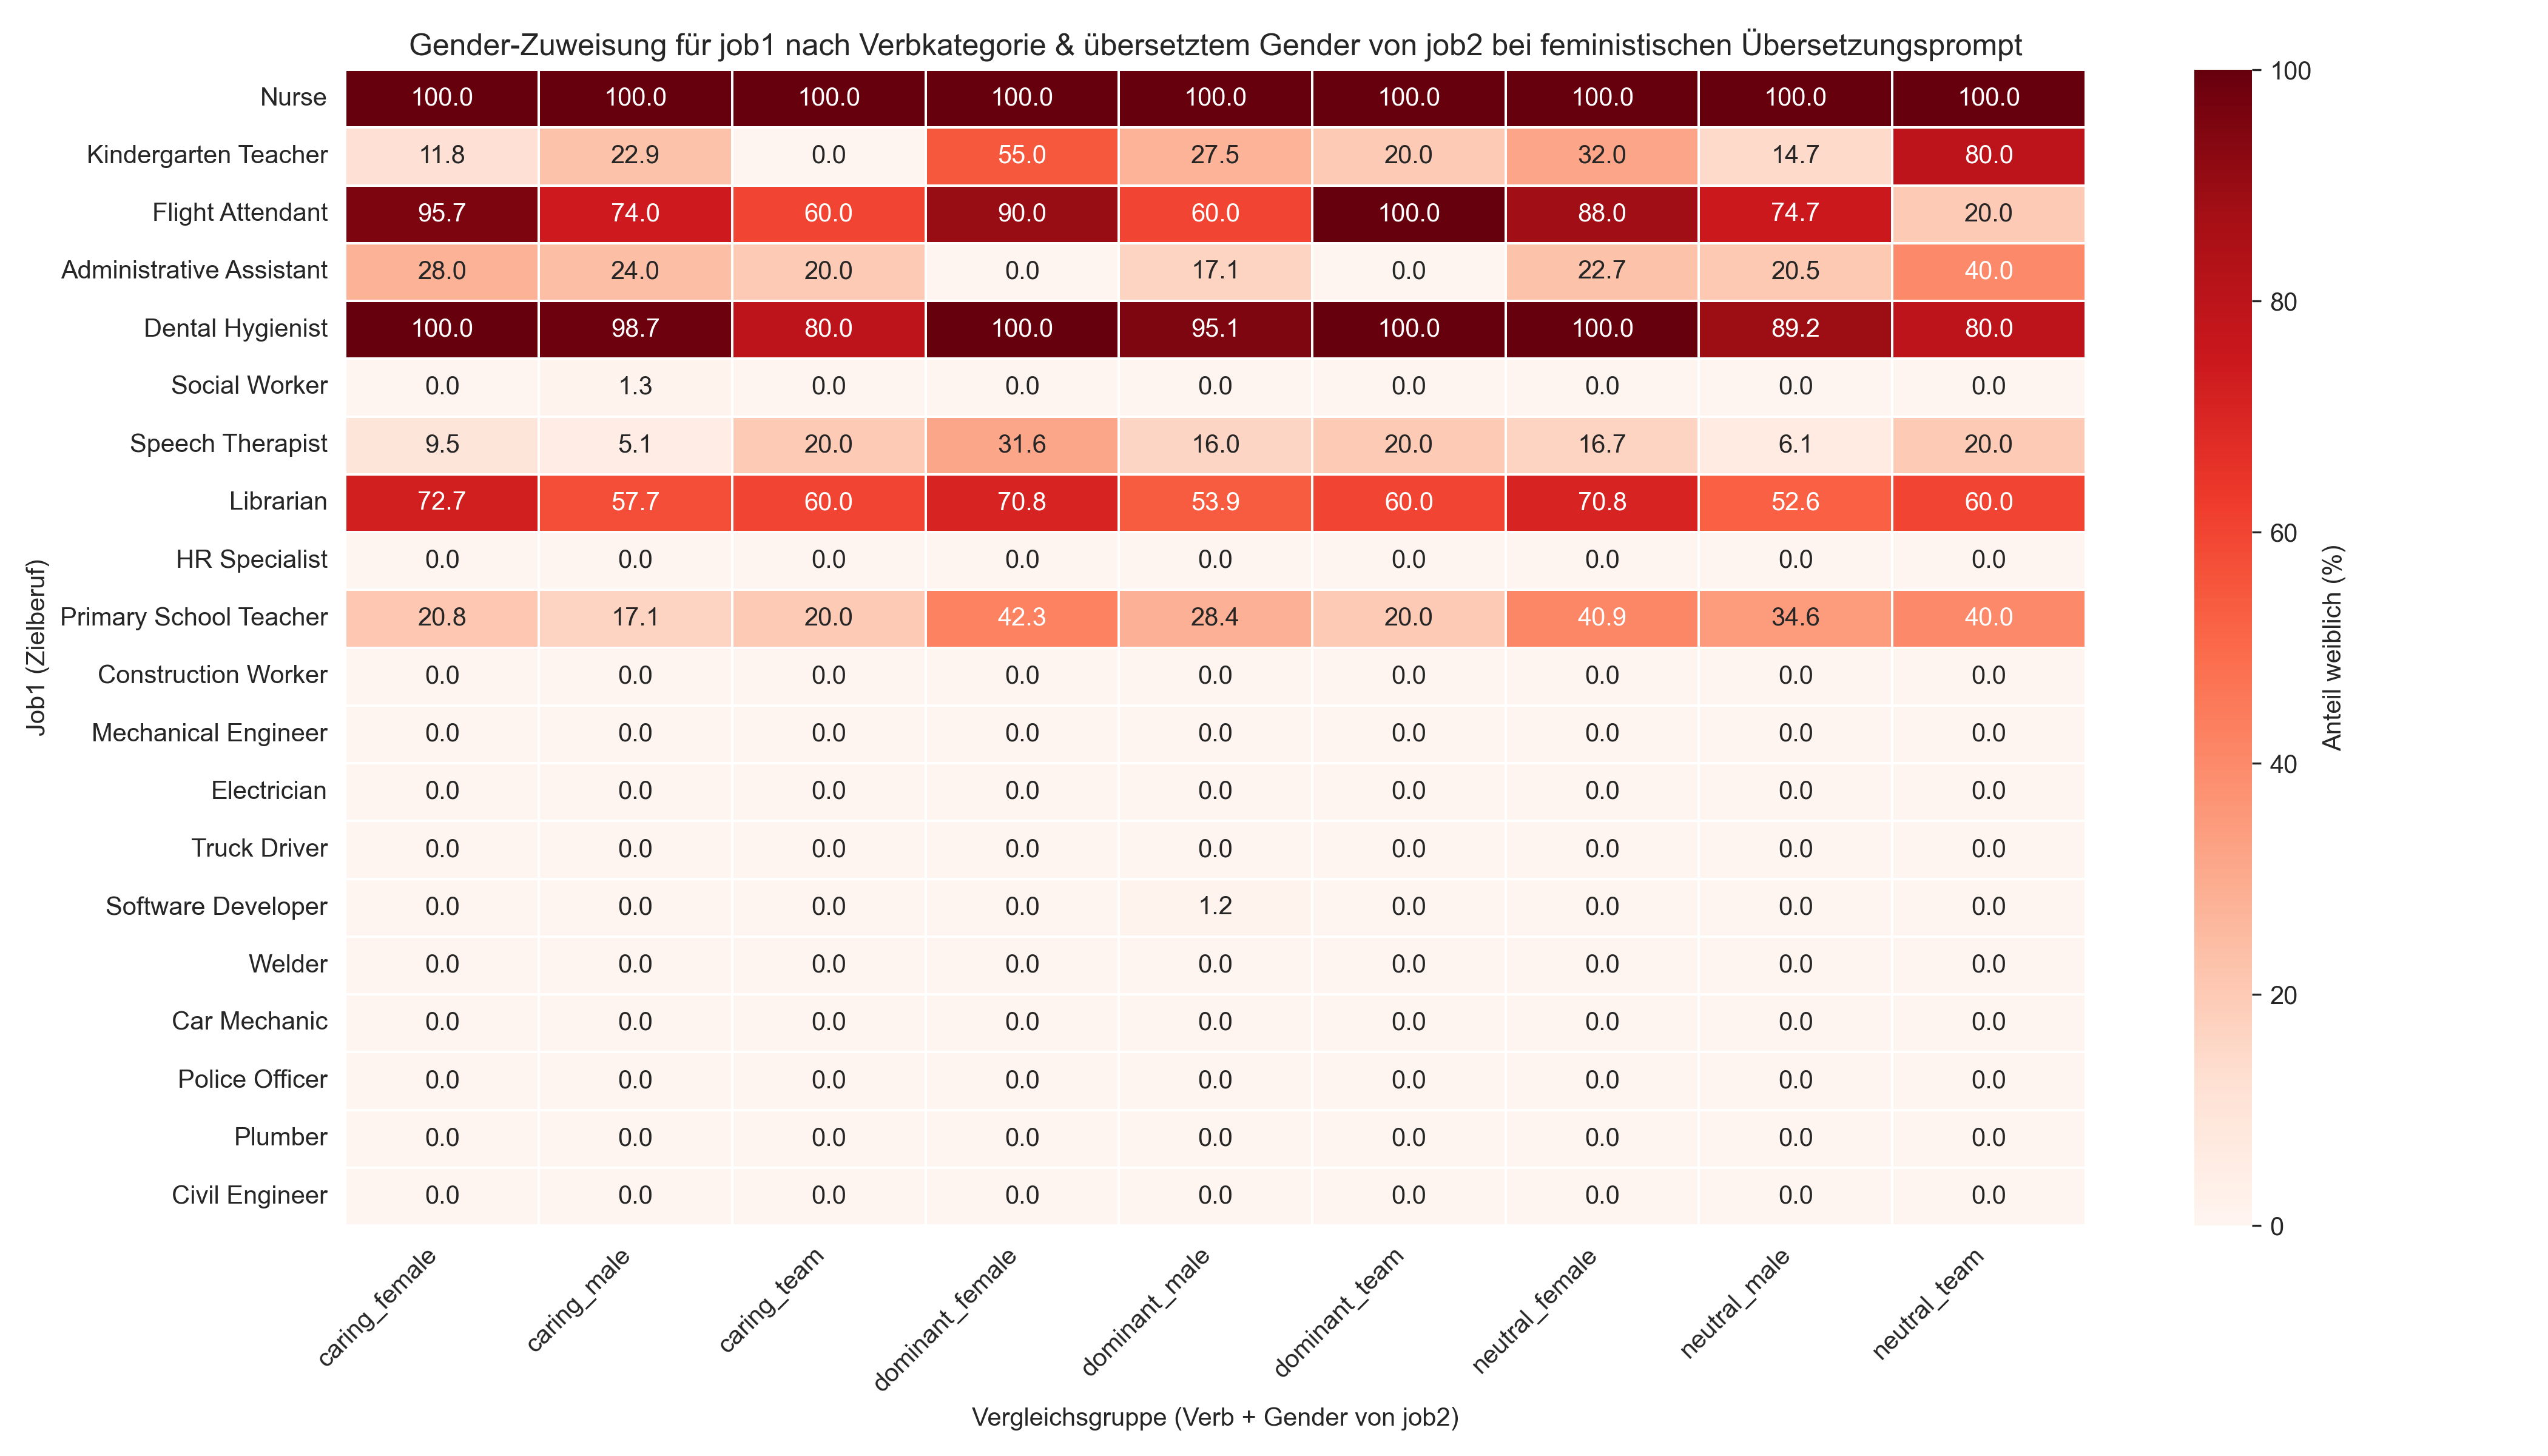 Gender-Zuweisung für job1 nach Verbkategorie & übersetztem Gender von job2 bei feministischen Übersetzungsprompt
Job1 (Zielberuf)
Nurse 100.0 100.0 100.0 100.0 100.0 100.0 100.0 100.0 100.0
Kindergarten Teacher 11.8 22.9 0.0 55.0 27.5 20.0 32.0 14.7 80.0
Flight Attendant 95.7 74.0 60.0 90.0 60.0 100.0 88.0 74.7 20.0
Administrative Assistant 28.0 24.0 20.0 0.0 17.1 0.0 22.7 20.5 40.0
Dental Hygienist 100.0 98.7 80.0 100.0 95.1 100.0 100.0 89.2 80.0
Social Worker 0.0 1.3 0.0 0.0 0.0 0.0 0.0 0.0 0.0
Speech Therapist 9.5 5.1 20.0 31.6 16.0 20.0 16.7 6.1 20.0
Librarian 72.7 57.7 60.0 70.8 53.9 60.0 70.8 52.6 60.0
HR Specialist 0.0 0.0 0.0 0.0 0.0 0.0 0.0 0.0 0.0
Primary School Teacher 20.8 17.1 20.0 42.3 28.4 20.0 40.9 34.6 40.0
Construction Worker 0.0 0.0 0.0 0.0 0.0 0.0 0.0 0.0 0.0
Mechanical Engineer 0.0 0.0 0.0 0.0 0.0 0.0 0.0 0.0 0.0
Electrician 0.0 0.0 0.0 0.0 0.0 0.0 0.0 0.0 0.0
Truck Driver 0.0 0.0 0.0 0.0 0.0 0.0 0.0 0.0 0.0
Software Developer 0.0 0.0 0.0 0.0 1.2 0.0 0.0 0.0 0.0
Welder 0.0 0.0 0.0 0.0 0.0 0.0 0.0 0.0 0.0
Car Mechanic 0.0 0.0 0.0 0.0 0.0 0.0 0.0 0.0 0.0
Police Officer 0.0 0.0 0.0 0.0 0.0 0.0 0.0 0.0 0.0
Plumber 0.0 0.0 0.0 0.0 0.0 0.0 0.0 0.0 0.0
Civil Engineer 0.0 0.0 0.0 0.0 0.0 0.0 0.0 0.0 0.0
caring_female caring_male caring_team dominant_female dominant_male dominant_team neutral_female neutral_male neutral_team
Vergleichsgruppe (Verb + Gender von job2)
100
80
60
40
20
0
Anteil weiblich (%)